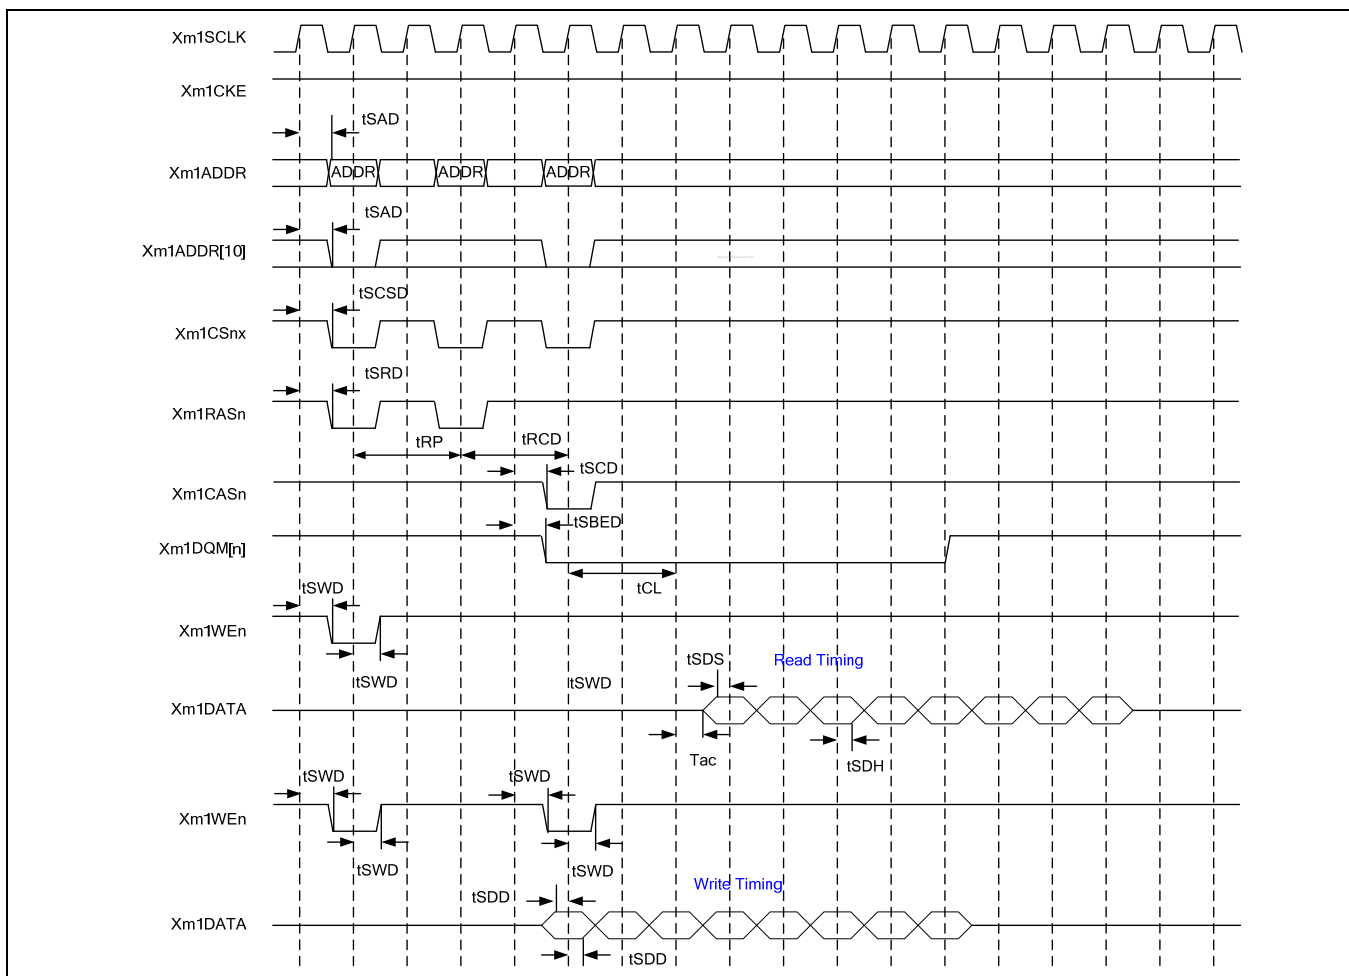 Xm1SCLK
Xm1CKE
tSAD
Xm1ADDR
ADDR ADDR ADDR
tSAD
Xm1ADDR[10]
tSCSD
Xm1CSnx
tSRD
Xm1RASn
tRP tRCD
tSCD
Xm1CASn
tSBED
Xm1DQM[n]
tCL
tSWD
Xm1WEn
tSDS Read Timing
tSWD tSWD
Xm1DATA
Tac tSDH
tSWD tSWD
Xm1WEn
tSWD tSWD
Write Timing
tSDD
Xm1DATA
tSDD